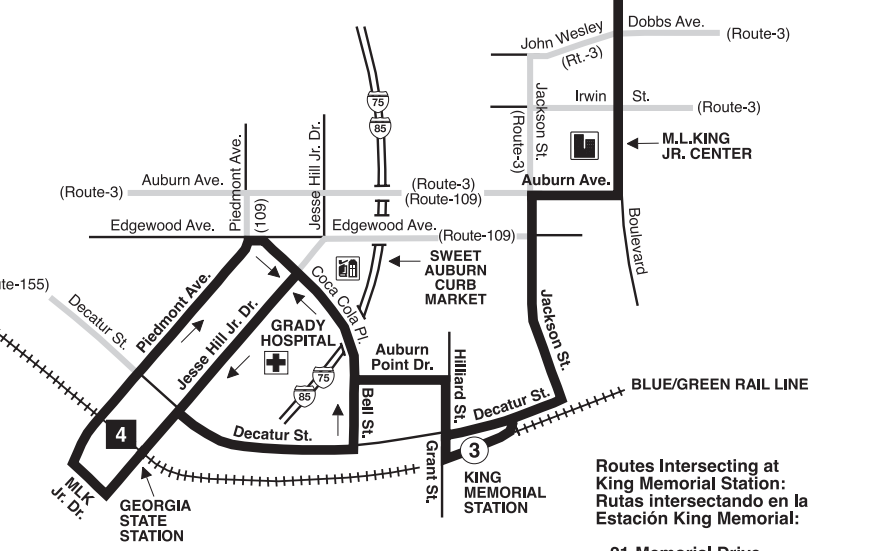 Dobbs Ave.
(Route-3)
John Wesley
(Rt.-3)
75
85
Irwin St.
(Route-3)
Jackson St.
(Route-3)
M.L.KING
JR. CENTER
Piedmont Ave.
(109)
Jesse Hill Jr. Dr.
Auburn Ave.
(Route-3)
(Route-3)
(Route-109)
Auburn Ave.
Edgewood Ave.
Edgewood Ave.
(Route-109)
Boulevard
SWEET
AUBURN
CURB
MARKET
Coca Cola Pl.
ute-155)
Decatur St.
Piedmont Ave.
Jesse Hill Jr. Dr.
GRADY
HOSPITAL
75
85
Auburn
Point Dr.
Hilliard St.
Jackson St.
BLUE/GREEN RAIL LINE
Bell St.
Decatur St.
Decatur St.
4
3
Grant St.
KING
MEMORIAL
STATION
MLK
Jr. Dr.
GEORGIA
STATE
STATION
Routes Intersecting at
King Memorial Station:
Rutas intersectando en la
Estación King Memorial:
21-Memorial Drive